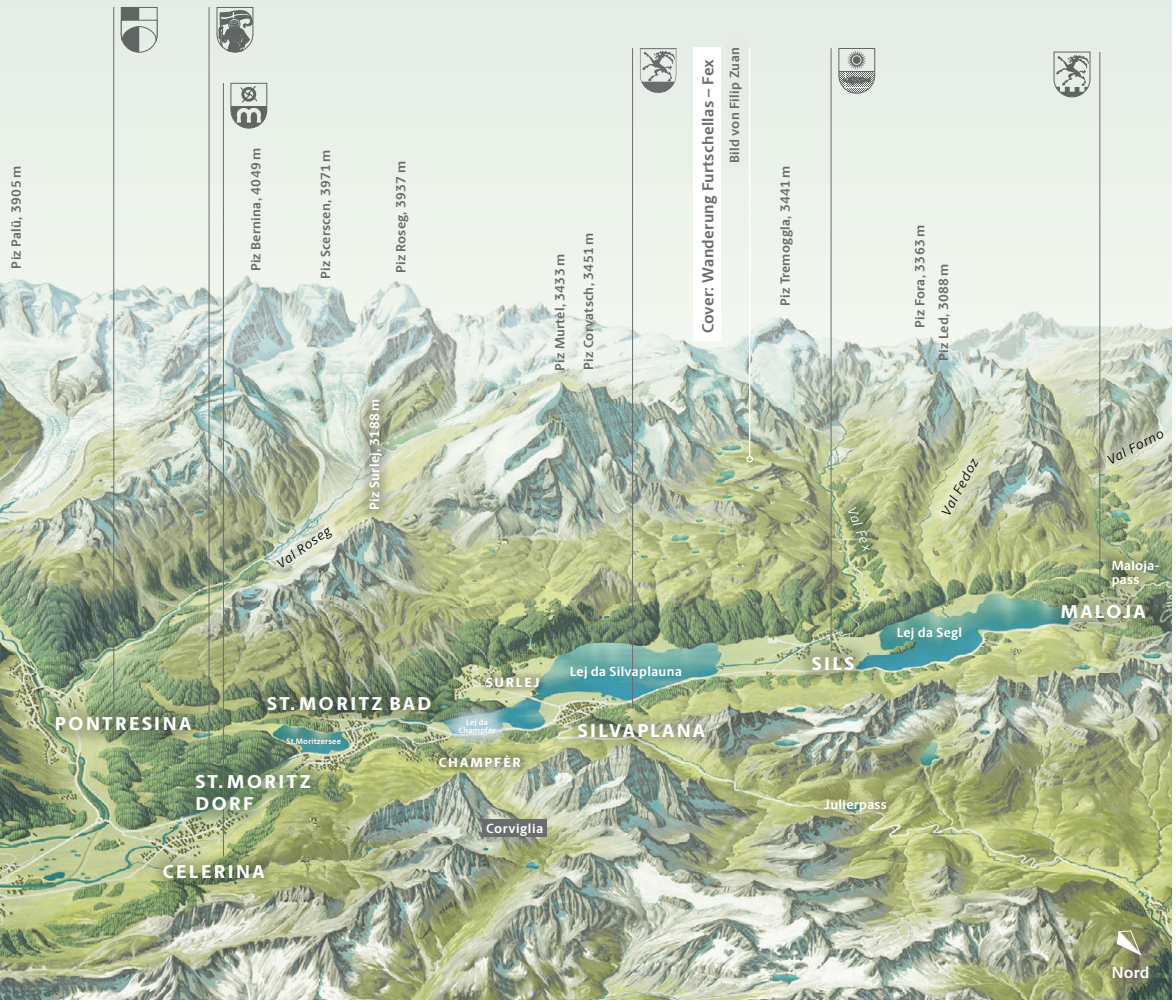 Piz Palü, 3905 m
Piz Bernina, 4049 m
Piz Scerscen, 3971 m
Piz Roseg, 3937 m
Piz Murtèl, 3433 m
Piz Corvatsch, 3451 m
Cover: Wanderung Furtschellas – Fex
Bild von Filip Zuan
Piz Tremoggia, 3441 m
Piz Fora, 3363 m
Piz Led, 3088 m
Piz Surlej, 3188 m
Val Roseg
Val Fex
Val Fedoz
Val Forno
Maloja-
pass
MALOJA
Lej da Segl
SILS
Lej da Silvaplauna
SURLEJ
ST. MORITZ BAD
PONTRESINA
Lej da
Champfèr
SILVAPLANA
St.Moritzersee
CHAMPFÈR
ST. MORITZ
DORF
Julierpass
Corviglia
CELERINA
Nord